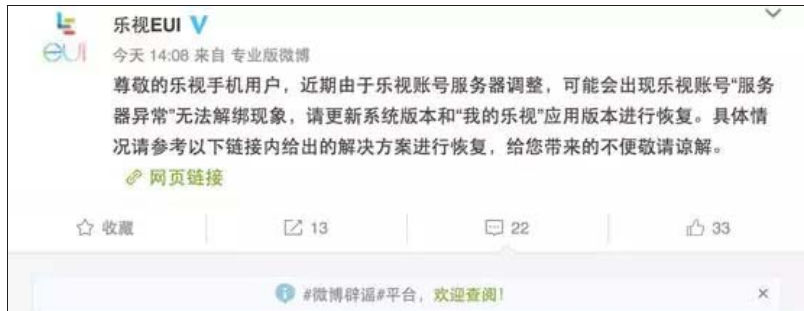 乐视EUI V
EUI
今天 14:08 来自 专业版微博
尊敬的乐视手机用户，近期由于乐视账号服务器调整，可能会出现乐视账号“服务
器异常”无法解绑现象，请更新系统版本和“我的乐视”应用版本进行恢复。具体情
况请参考以下链接内给出的解决方案进行恢复，给您带来的不便敬请谅解。
网页链接
收藏 13 22 33
#微博辟谣#平台，欢迎查阅！